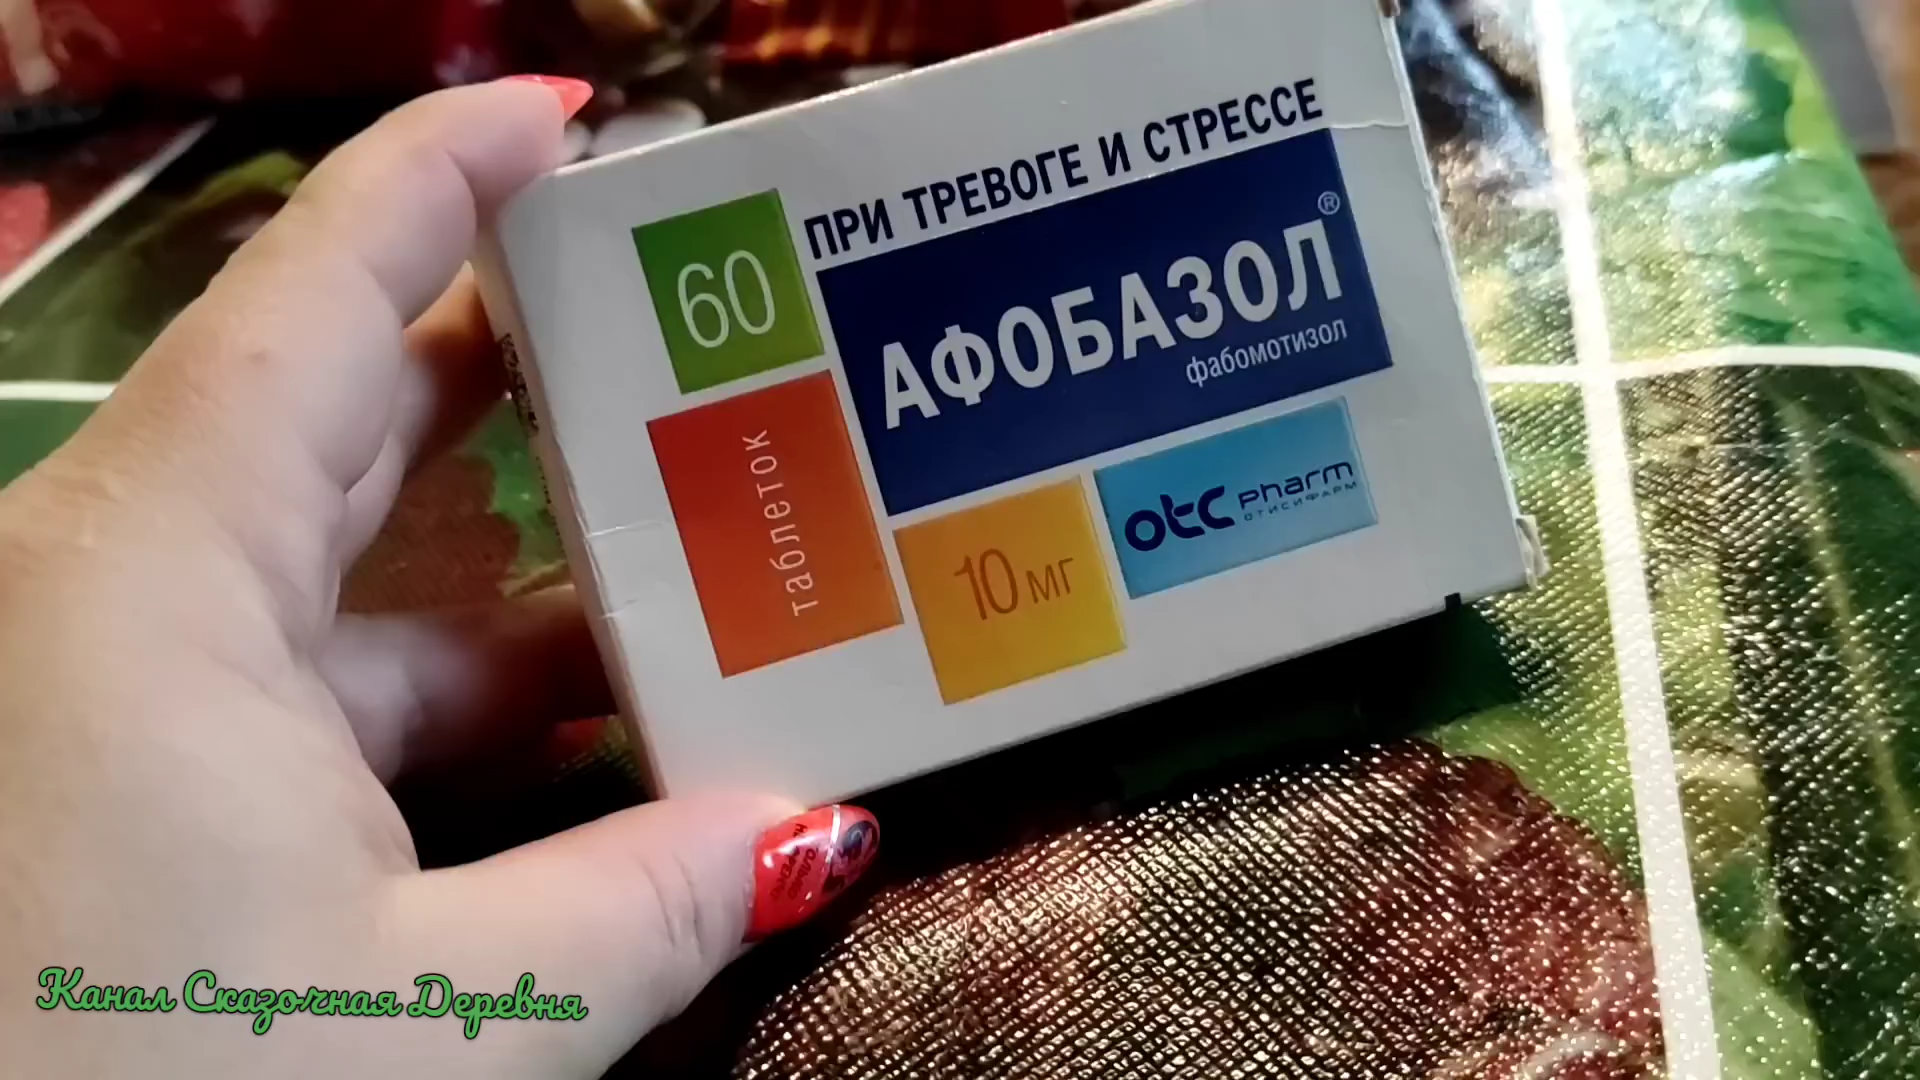 ПРИ ТРЕВОГЕ И СТРЕССЕ
60
АФОБАЗОЛ®
фабомотизол
таблеток
10 мг
otc pharm
отисифарм
Канал Сказочная Деревня